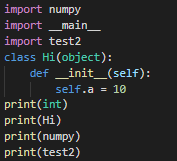 import numpy
import __main__
import test2
class Hi(object):
    def __init__(self):
        self.a = 10
print(int)
print(Hi)
print(numpy)
print(test2)